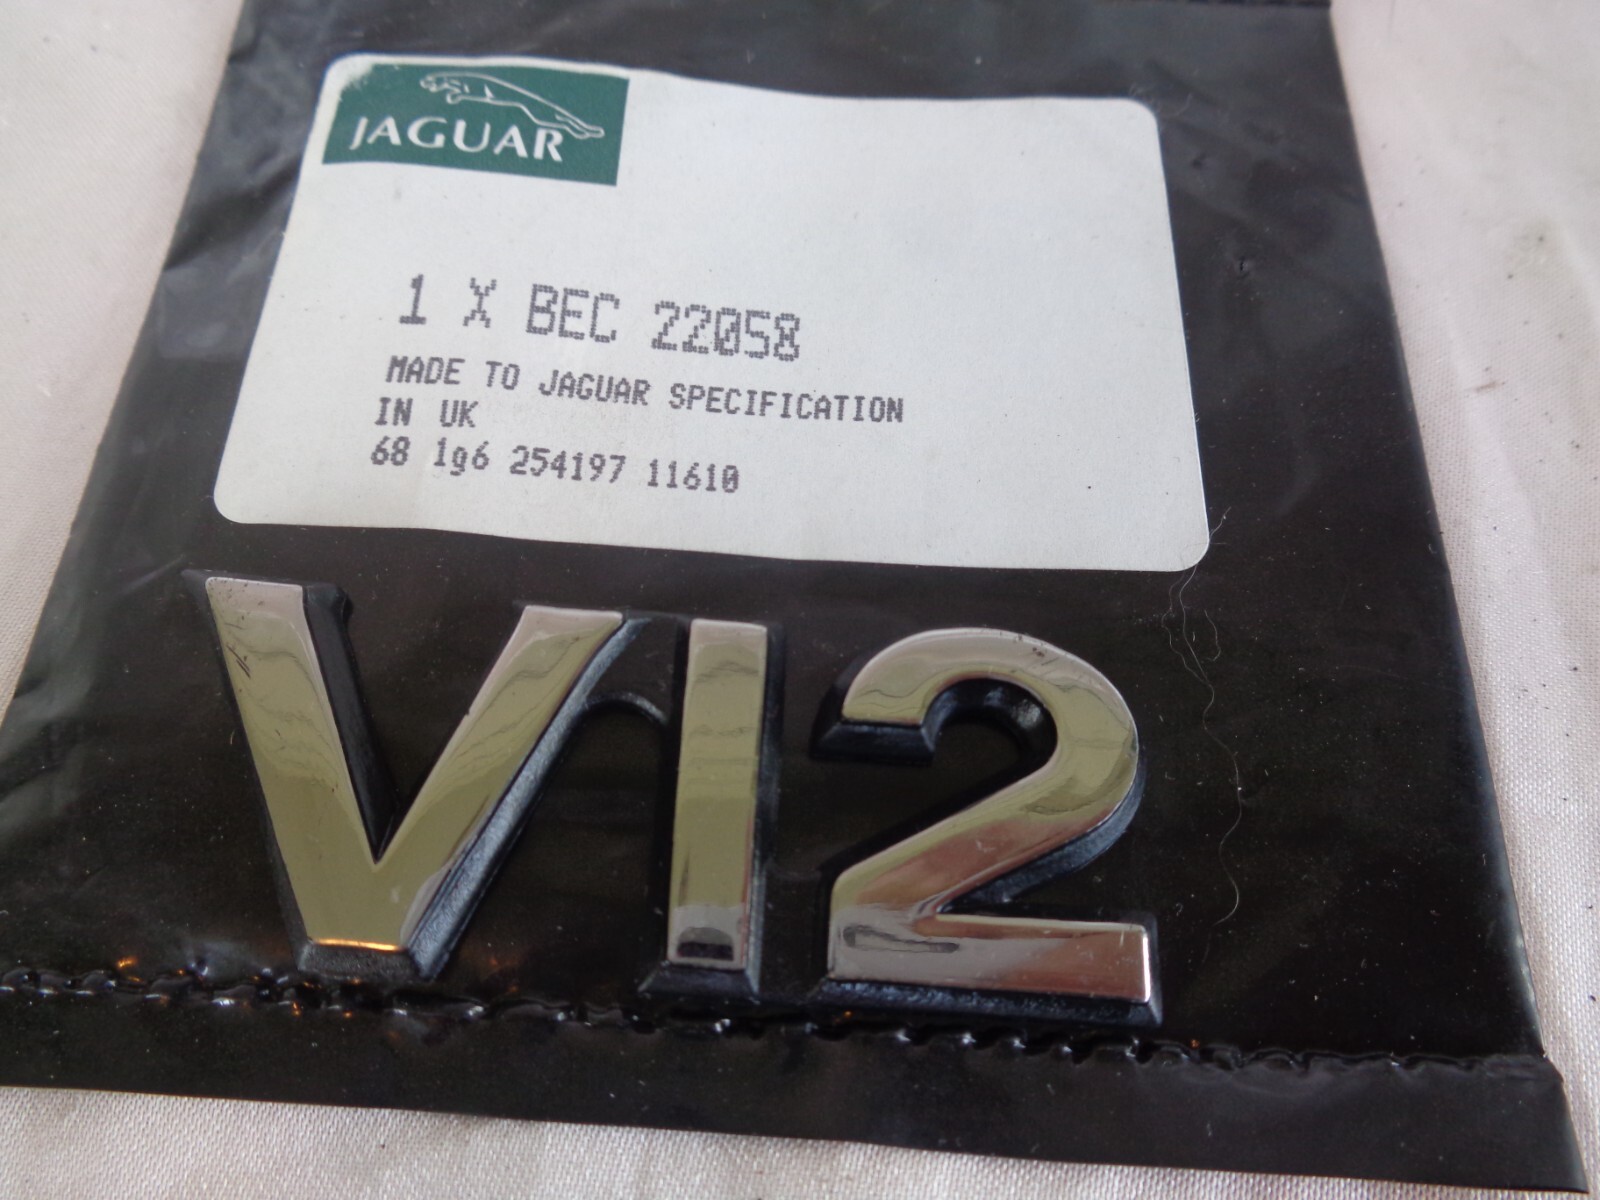 JAGUAR
1 X BEC 22058
MADE TO JAGUAR SPECIFICATION
IN UK
68 1g6 254197 11610
V12